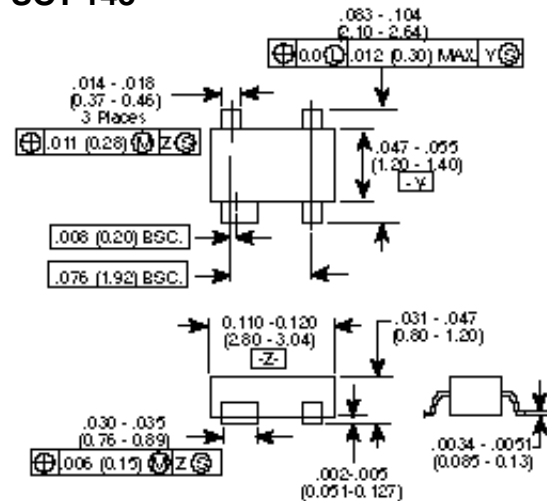 .083 - .104
(2.10 - 2.64)
.012 (0.30) MAX. Y Ⓢ
.014 - .018
(0.37 - 0.46)
3 Places
.011 (0.28) Ⓜ Z Ⓢ
.047 - .055
(1.20 - 1.40)
- Y -
.008 (0.20) BSC.
.076 (1.92) BSC.
0.110 -0.120
(2.80 - 3.04)
-Z-
.031 - .047
(0.80 - 1.20)
.030 - .035
(0.76 - 0.89)
.006 (0.15) Ⓜ Z Ⓢ
.002-.005
(0.051-0.127)
.0034 - .0051
(0.085 - 0.13)